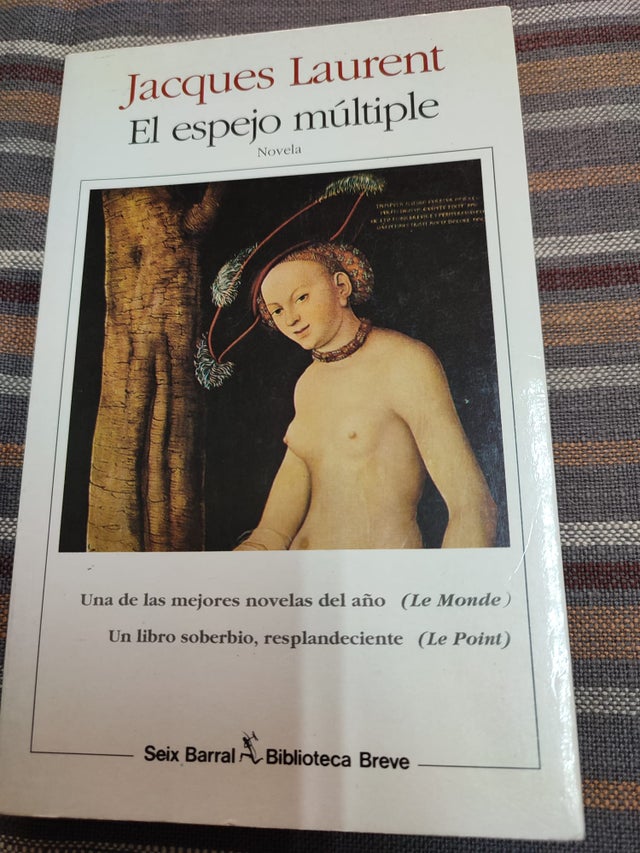 Jacques Laurent
El espejo múltiple
Novela
Una de las mejores novelas del año (Le Monde)
Un libro soberbio, resplandeciente (Le Point)
Seix Barral Biblioteca Breve